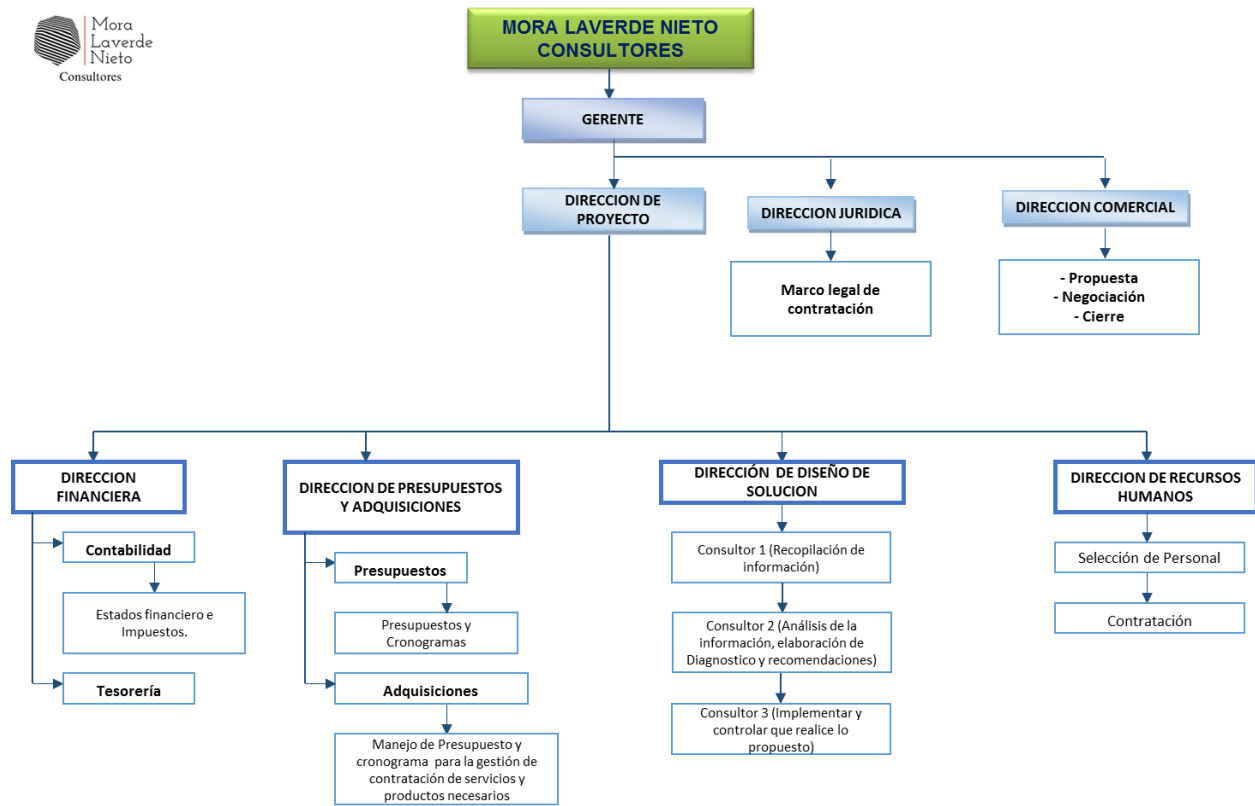 Mora
Laverde
Nieto
Consultores
MORA LAVERDE NIETO
CONSULTORES
GERENTE
DIRECCION DE
PROYECTO
DIRECCION JURIDICA
DIRECCION COMERCIAL
Marco legal de
contratación
- Propuesta
- Negociación
- Cierre
DIRECCION
FINANCIERA
DIRECCION DE PRESUPUESTOS
Y ADQUISICIONES
DIRECCIÓN DE DISEÑO DE
SOLUCION
DIRECCION DE RECURSOS
HUMANOS
Contabilidad
Estados financiero e
Impuestos.
Tesorería
Presupuestos
Presupuestos y
Cronogramas
Adquisiciones
Manejo de Presupuesto y
cronograma para la gestión de
contratación de servicios y
productos necesarios
Consultor 1 (Recopilación de
información)
Consultor 2 (Análisis de la
información, elaboración de
Diagnostico y recomendaciones)
Consultor 3 (Implementar y
controlar que realice lo
propuesto)
Selección de Personal
Contratación